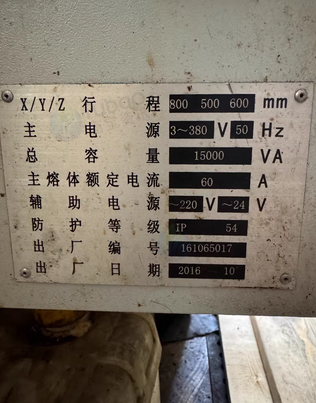 X/Y/Z 行程 800 500 600 mm
主电源 3~380 V 50 Hz
总容量 15000 VA
主熔体额定电流 60 A
辅助电源 ~220 V ~24 V
防护等级 IP 54
出厂编号 161065017
出厂日期 2016 10